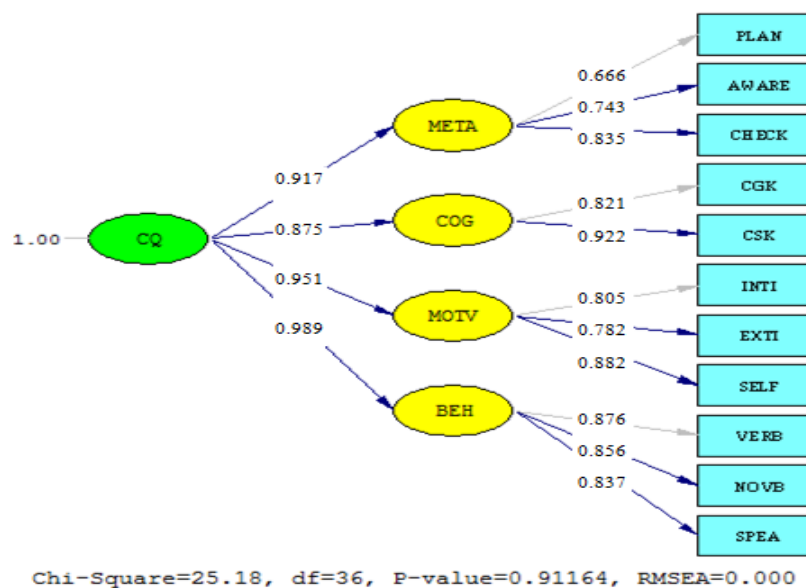 PLAN
0.666
AWARE
0.743
META
0.835
CHECK
0.917
CGK
0.821
COG
0.875
0.922
CSK
1.00
CQ
0.951
INTI
0.805
MOTV
0.782
EXTI
0.989
0.882
SELF
BEH
0.876
VERB
0.856
NOVB
0.837
SPEA
Chi-Square=25.18, df=36, P-value=0.91164, RMSEA=0.000